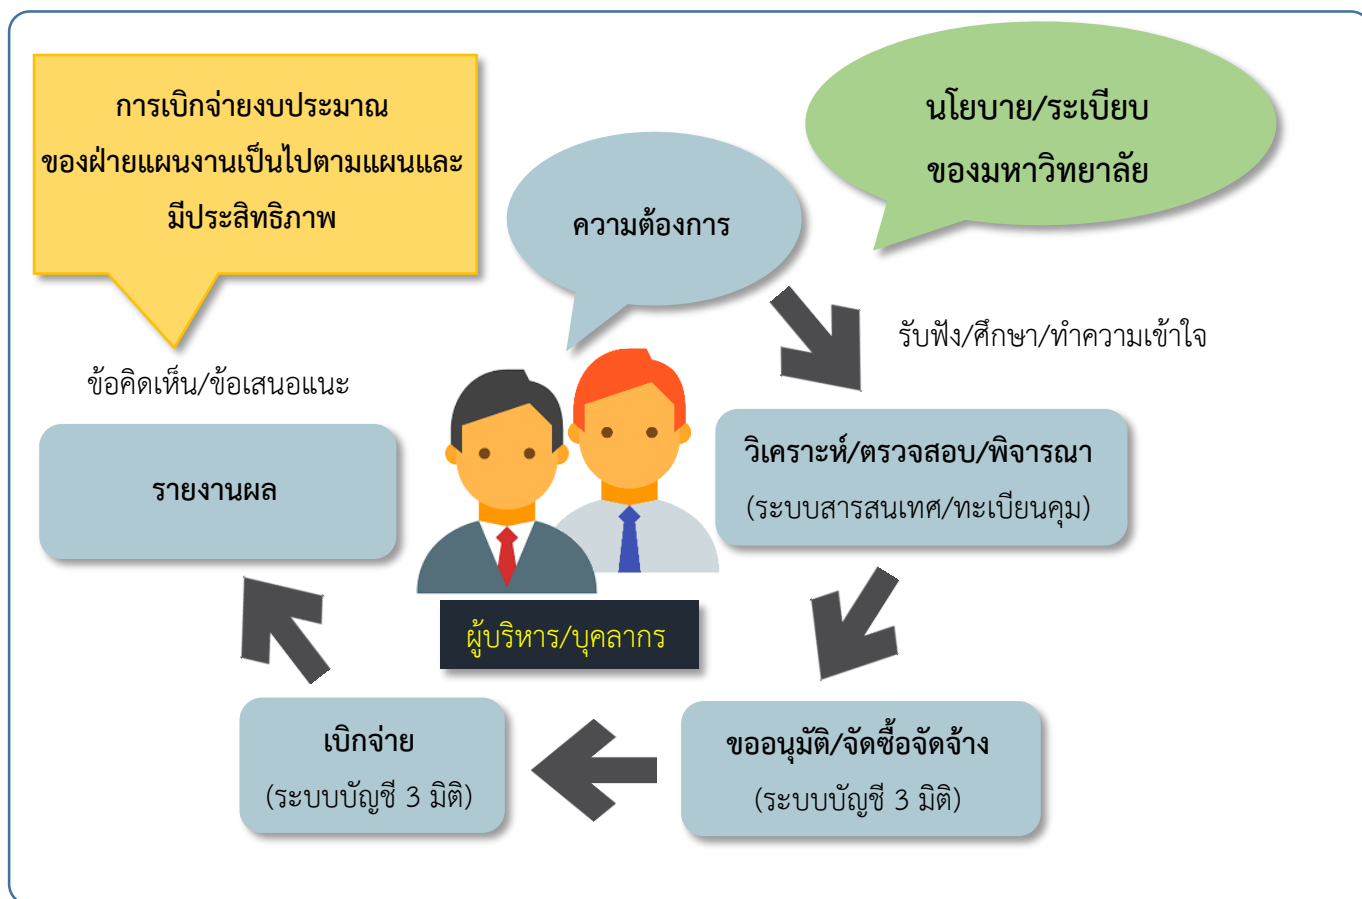 การเบิกจ่ายงบประมาณ
ของฝ่ายแผนงานเป็นไปตามแผนและ
มีประสิทธิภาพ
นโยบาย/ระเบียบ
ของมหาวิทยาลัย
ความต้องการ
รับฟัง/ศึกษา/ทำความเข้าใจ
ข้อคิดเห็น/ข้อเสนอแนะ
วิเคราะห์/ตรวจสอบ/พิจารณา
(ระบบสารสนเทศ/ทะเบียนคุม)
รายงานผล
ผู้บริหาร/บุคลากร
เบิกจ่าย
(ระบบบัญชี 3 มิติ)
ขออนุมัติ/จัดซื้อจัดจ้าง
(ระบบบัญชี 3 มิติ)